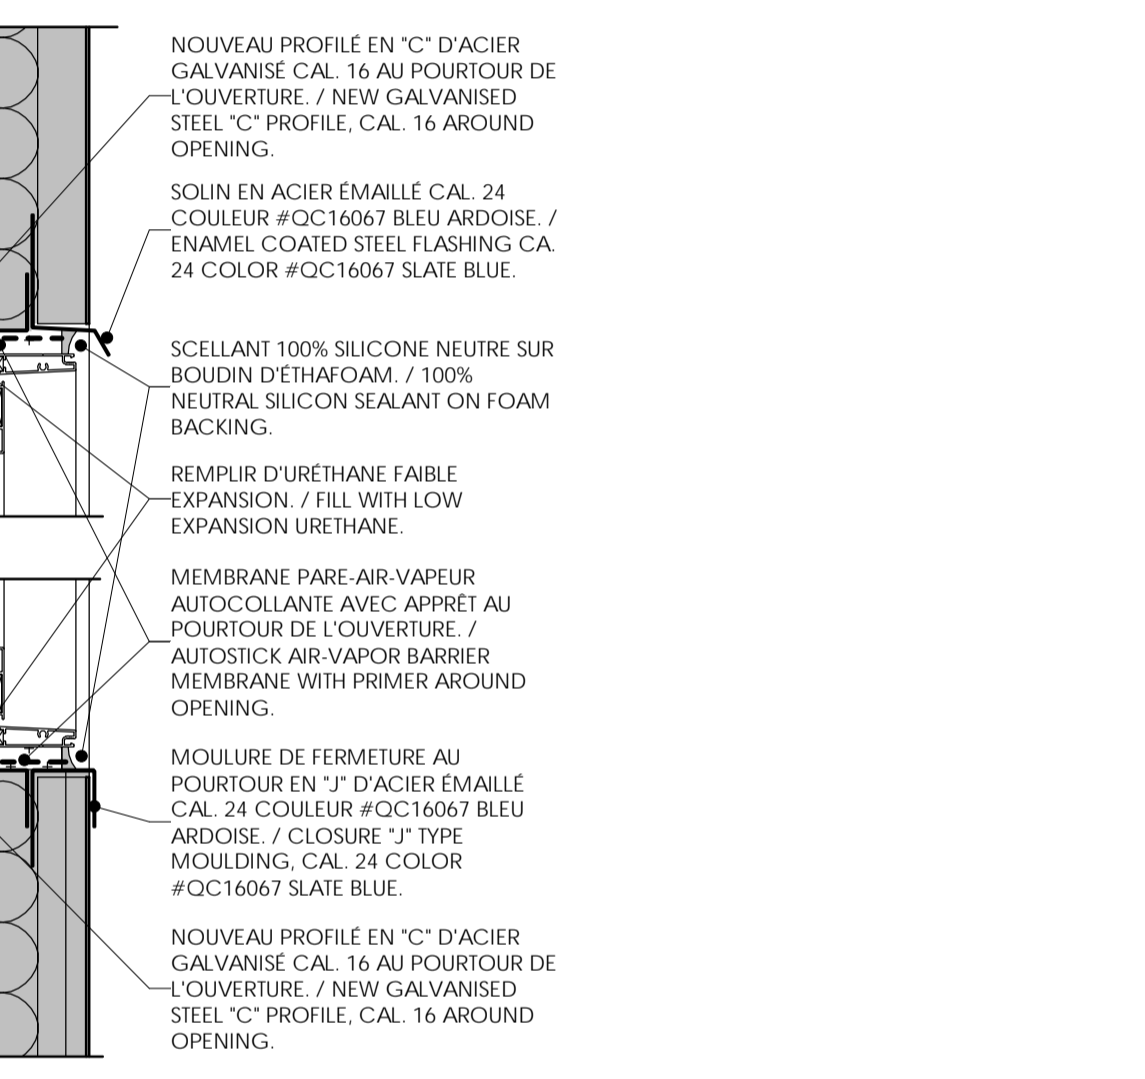 NOUVEAU PROFILÉ EN "C" D'ACIER
GALVANISÉ CAL. 16 AU POURTOUR DE
L'OUVERTURE. / NEW GALVANISED
STEEL "C" PROFILE, CAL. 16 AROUND
OPENING.
SOLIN EN ACIER ÉMAILLÉ CAL. 24
COULEUR #QC16067 BLEU ARDOISE. /
ENAMEL COATED STEEL FLASHING CA.
24 COLOR #QC16067 SLATE BLUE.
SCELLANT 100% SILICONE NEUTRE SUR
BOUDIN D'ÉTHAFOAM. / 100%
NEUTRAL SILICON SEALANT ON FOAM
BACKING.
REMPLIR D'URÉTHANE FAIBLE
EXPANSION. / FILL WITH LOW
EXPANSION URETHANE.
MEMBRANE PARE-AIR-VAPEUR
AUTOCOLLANTE AVEC APPRÊT AU
POURTOUR DE L'OUVERTURE. /
AUTOSTICK AIR-VAPOR BARRIER
MEMBRANE WITH PRIMER AROUND
OPENING.
MOULURE DE FERMETURE AU
POURTOUR EN "J" D'ACIER ÉMAILLÉ
CAL. 24 COULEUR #QC16067 BLEU
ARDOISE. / CLOSURE "J" TYPE
MOULDING, CAL. 24 COLOR
#QC16067 SLATE BLUE.
NOUVEAU PROFILÉ EN "C" D'ACIER
GALVANISÉ CAL. 16 AU POURTOUR DE
L'OUVERTURE. / NEW GALVANISED
STEEL "C" PROFILE, CAL. 16 AROUND
OPENING.